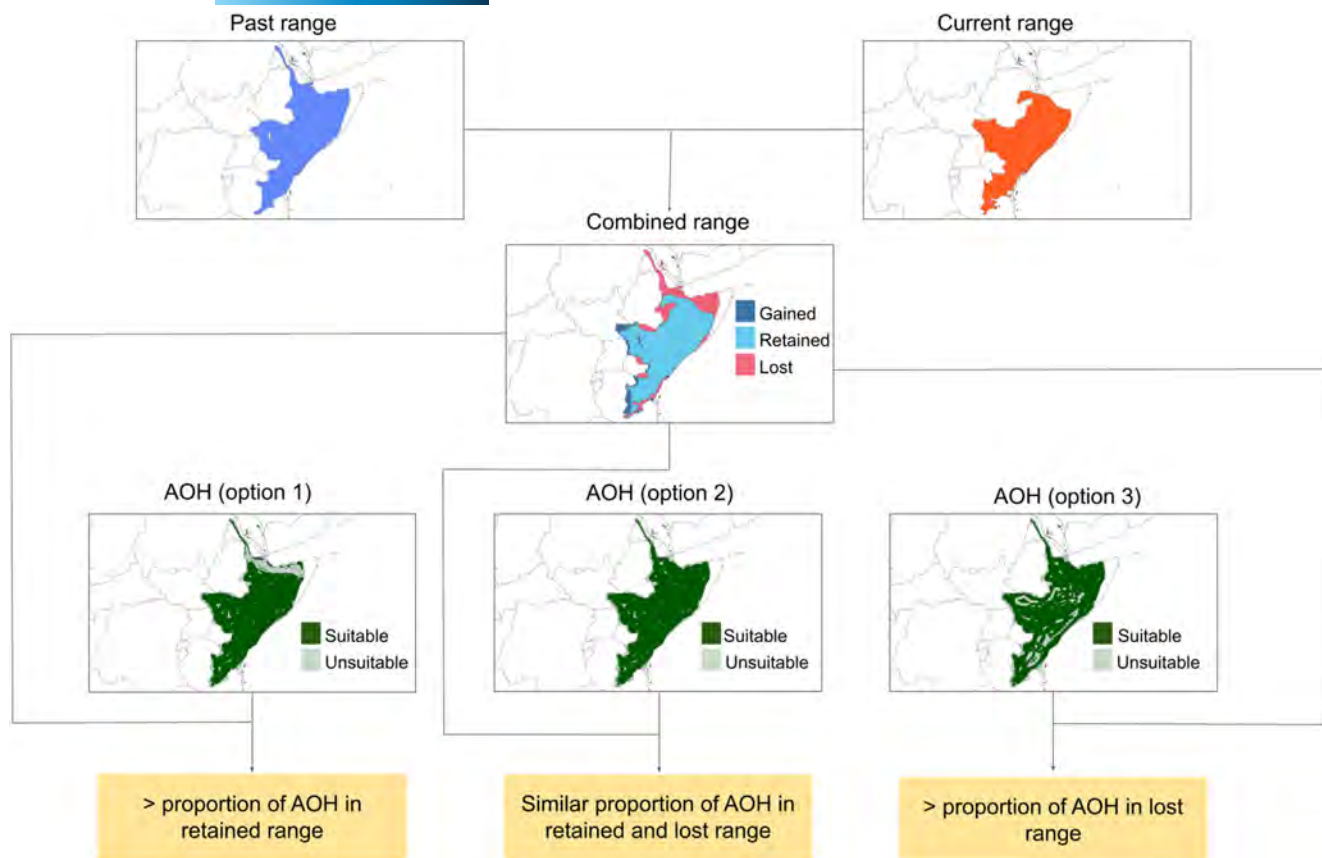 Past range
Current range
Combined range
Gained
Retained
Lost
AOH (option 1)
AOH (option 2)
AOH (option 3)
Suitable
Unsuitable
Suitable
Unsuitable
Suitable
Unsuitable
> proportion of AOH in
retained range
Similar proportion of AOH in
retained and lost range
> proportion of AOH in lost
range